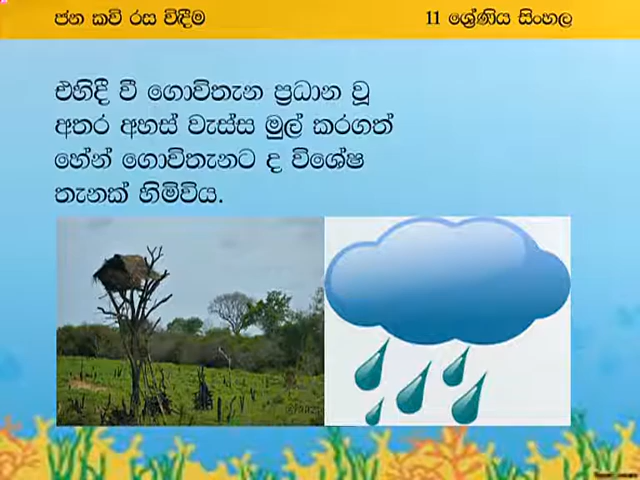 ජන කවි රස විඳීම
11 ශ්‍රේණිය සිංහල
එහිදී වී ගොවිතැන ප්‍රධාන වූ
අතර අහස් වැස්ස මුල් කරගත්
හේන් ගොවිතැනට ද විශේෂ
තැනක් හිමිවිය.